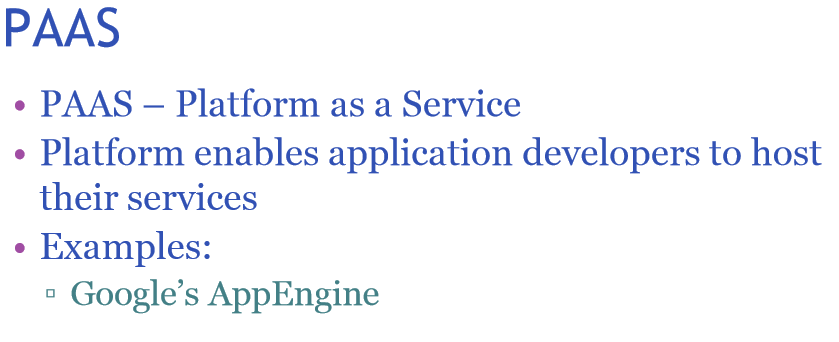 PAAS
• PAAS – Platform as a Service
• Platform enables application developers to host
their services
• Examples:
▫ Google’s AppEngine